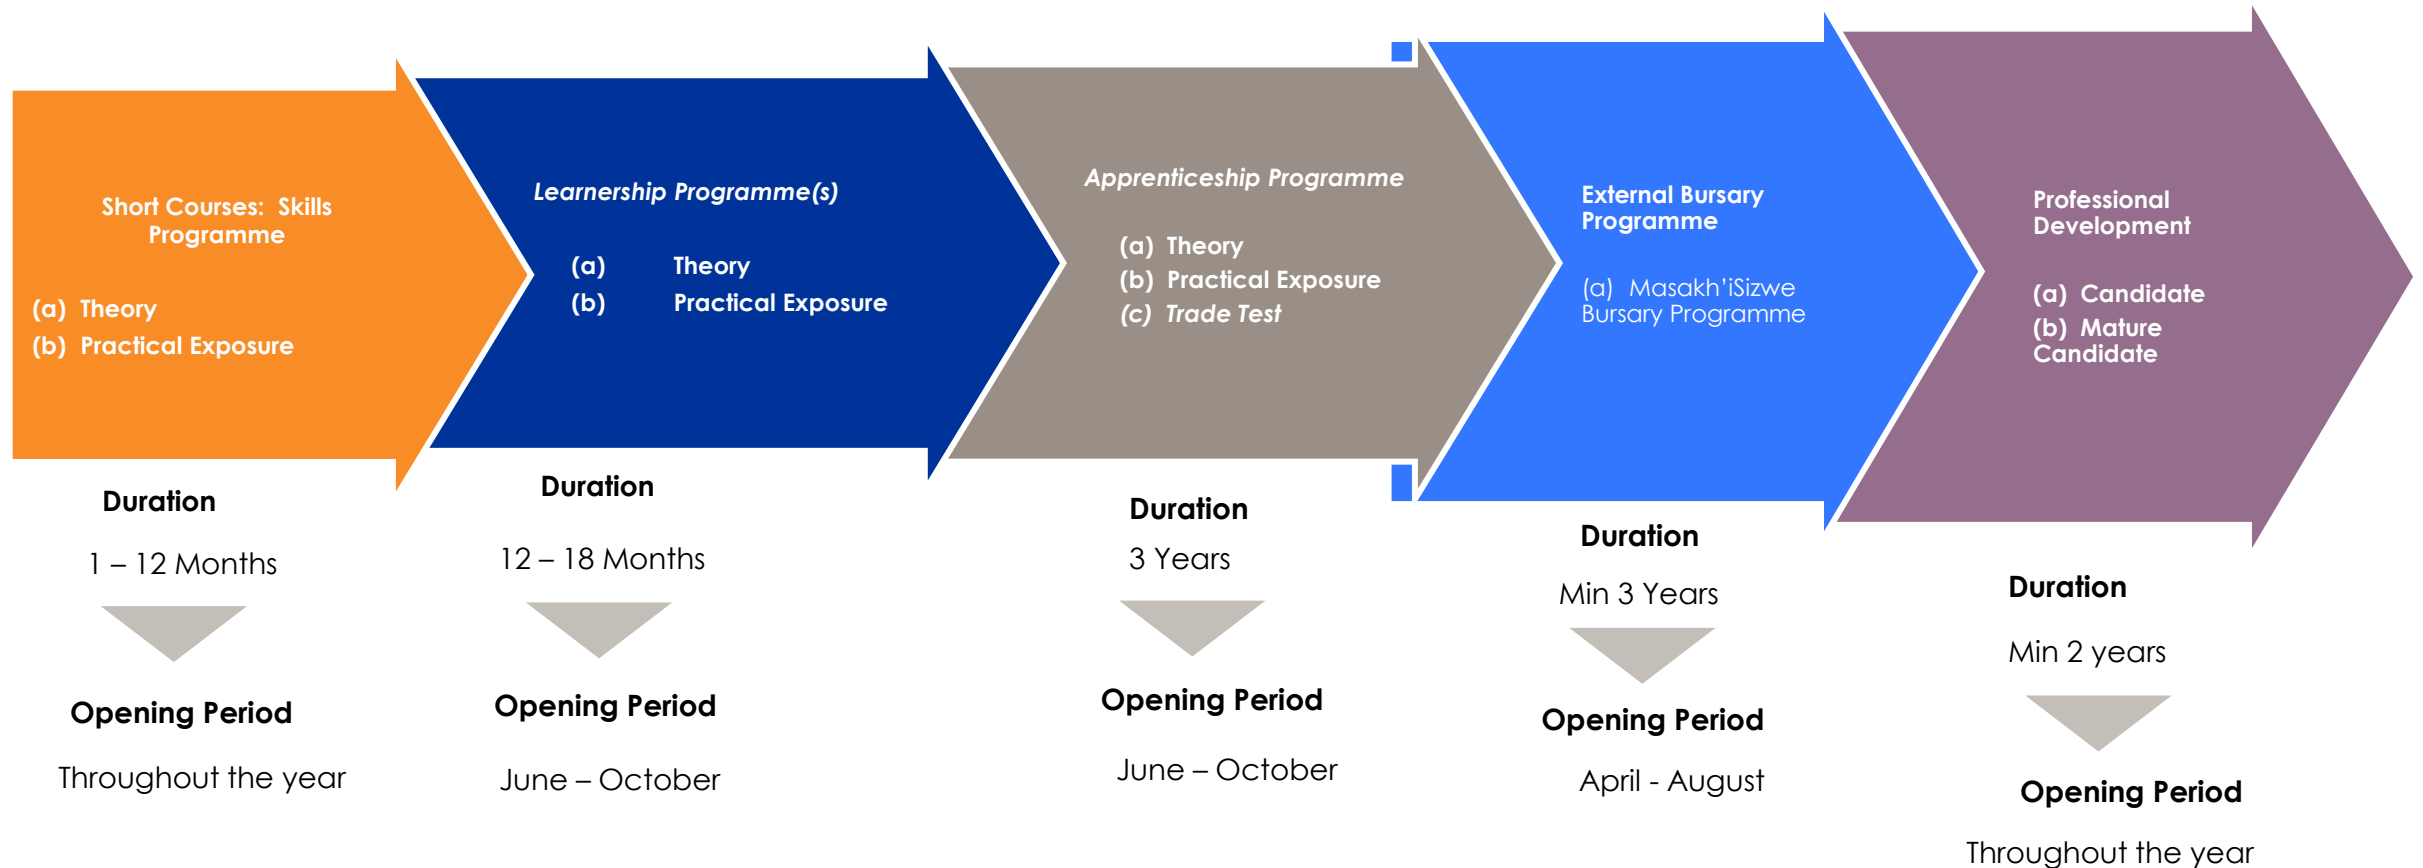 Short Courses: Skills
Programme
(a) Theory
(b) Practical Exposure
Duration
1 – 12 Months
Opening Period
Throughout the year
Learnership Programme(s)
(a) Theory
(b) Practical Exposure
Duration
12 – 18 Months
Opening Period
June – October
Apprenticeship Programme
(a) Theory
(b) Practical Exposure
(c) Trade Test
Duration
3 Years
Opening Period
June – October
External Bursary
Programme
(a) Masakh’iSizwe
Bursary Programme
Duration
Min 3 Years
Opening Period
April - August
Professional
Development
(a) Candidate
(b) Mature
Candidate
Duration
Min 2 years
Opening Period
Throughout the year